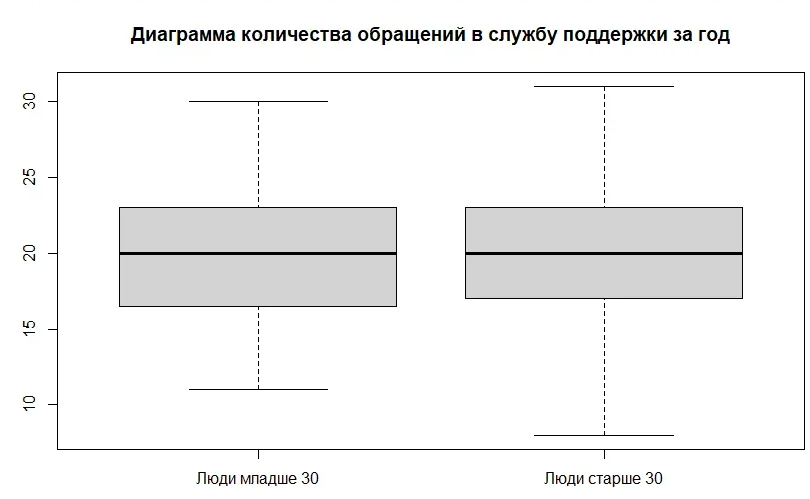 Диаграмма количества обращений в службу поддержки за год
30
25
20
15
10
Люди младше 30
Люди старше 30